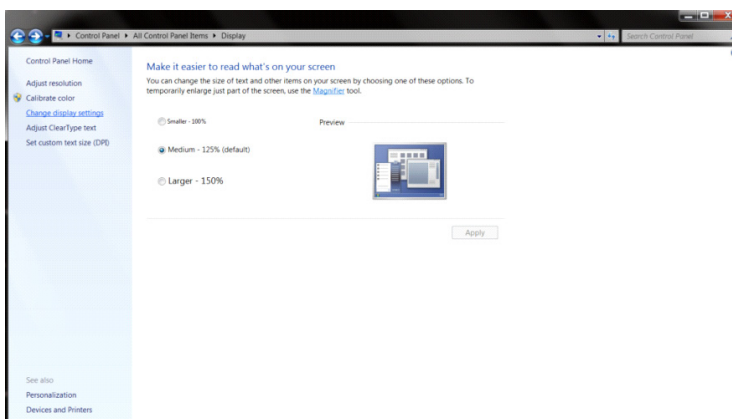 Control Panel ▸ All Control Panel Items ▸ Display
Search Control Panel
Control Panel Home
Adjust resolution
Calibrate color
Change display settings
Adjust ClearType text
Set custom text size (DPI)
Make it easier to read what's on your screen
You can change the size of text and other items on your screen by choosing one of these options. To
temporarily enlarge just part of the screen, use the Magnifier tool.
Smaller - 100%
Preview
Medium - 125% (default)
Larger - 150%
Apply
See also
Personalization
Devices and Printers